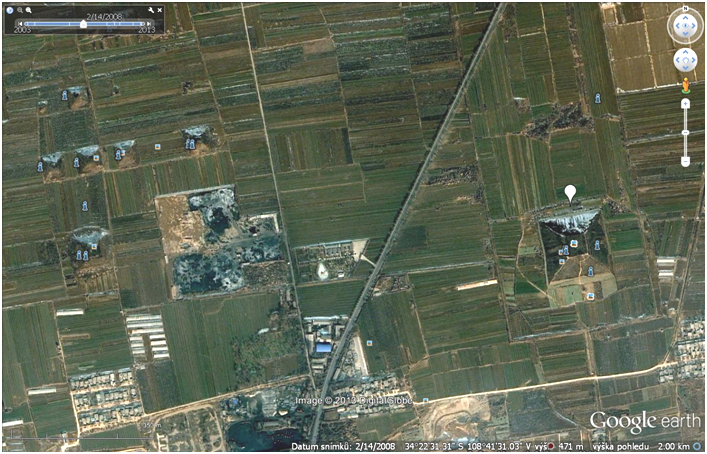 2/14/2008
2003
2013
N
Image © 2013 DigitalGlobe
Google earth
Datum snímků: 2/14/2008 34°22'31.31" S 108°41'31.03" V výš 471 m výška pohledu 2.00 km